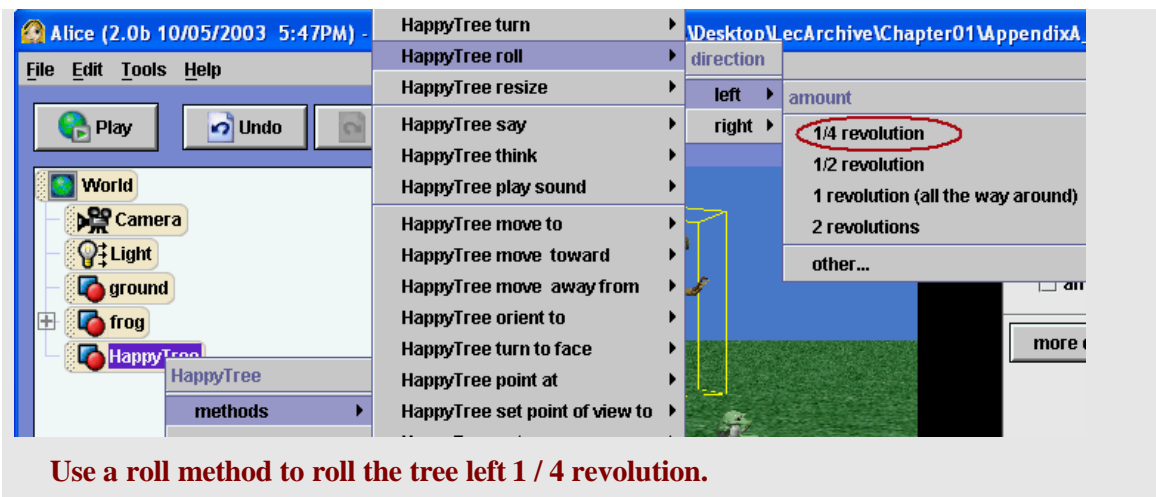 Alice (2.0b 10/05/2003 5:47PM) -
\Desktop\LecArchive\Chapter01\AppendixA_
File Edit Tools Help
Play
Undo
World
Camera
Light
ground
frog
HappyTree
HappyTree
methods
HappyTree turn
HappyTree roll
HappyTree resize
HappyTree say
HappyTree think
HappyTree play sound
HappyTree move to
HappyTree move toward
HappyTree move away from
HappyTree orient to
HappyTree turn to face
HappyTree point at
HappyTree set point of view to
direction
left
right
amount
1/4 revolution
1/2 revolution
1 revolution (all the way around)
2 revolutions
other...
more
Use a roll method to roll the tree left 1 / 4 revolution.